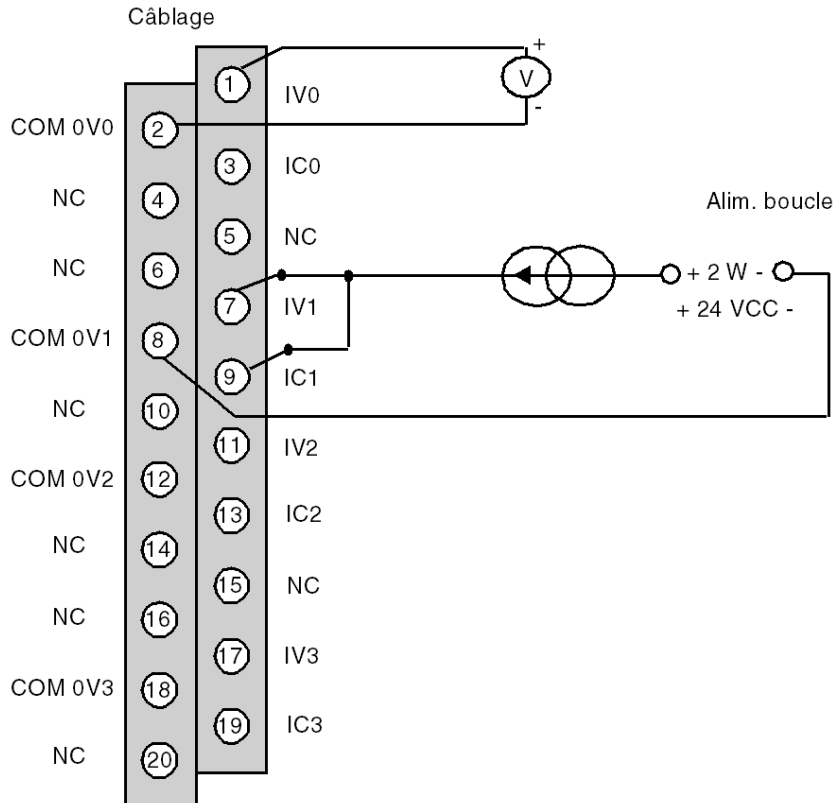 Câblage
+
1
V
IV0
-
COM 0V0
2
3
IC0
NC
4
Alim. boucle
5
NC
NC
6
+ 2 W -
7
IV1
+ 24 VCC -
COM 0V1
8
9
IC1
NC
10
11
IV2
COM 0V2
12
13
IC2
NC
14
15
NC
NC
16
17
IV3
COM 0V3
18
19
IC3
NC
20